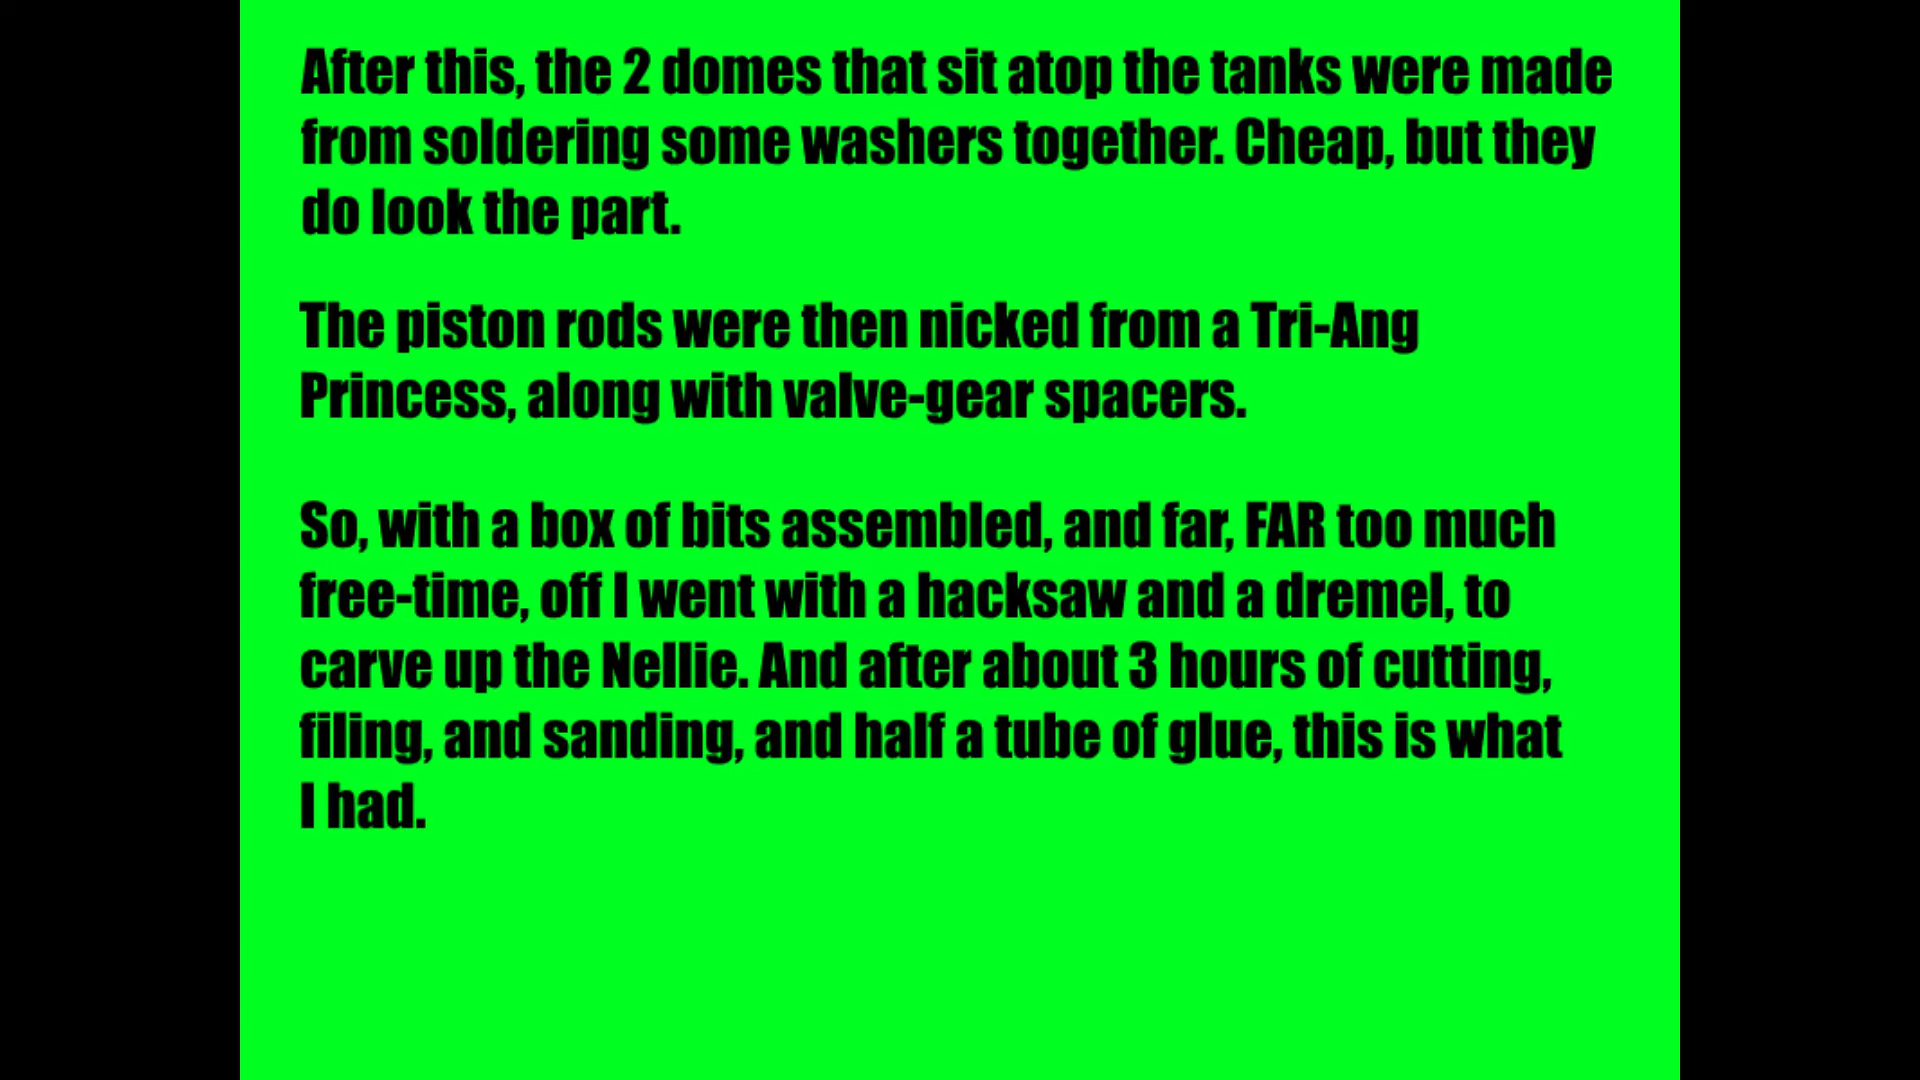 After this, the 2 domes that sit atop the tanks were made
from soldering some washers together. Cheap, but they
do look the part.
The piston rods were then nicked from a Tri-Ang
Princess, along with valve-gear spacers.
So, with a box of bits assembled, and far, FAR too much
free-time, off I went with a hacksaw and a dremel, to
carve up the Nellie. And after about 3 hours of cutting,
filing, and sanding, and half a tube of glue, this is what
I had.